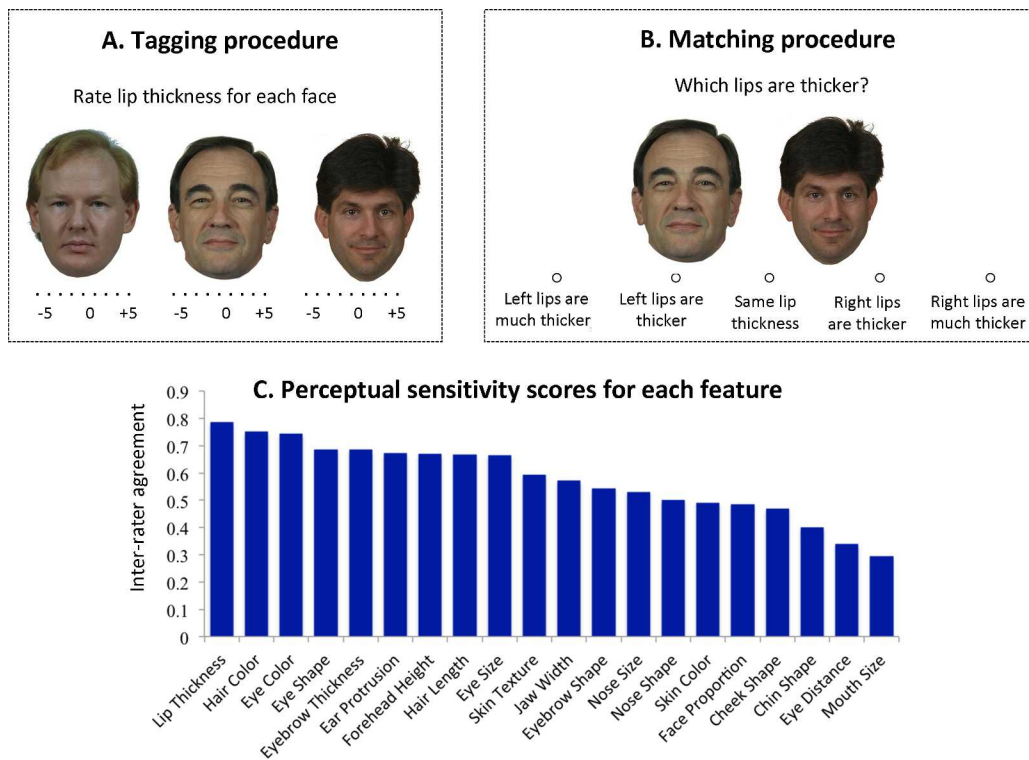 A. Tagging procedure
Rate lip thickness for each face
-5 0 +5 -5 0 +5 -5 0 +5
B. Matching procedure
Which lips are thicker?
Left lips are
much thicker
Left lips are
thicker
Same lip
thickness
Right lips
are thicker
Right lips are
much thicker
C. Perceptual sensitivity scores for each feature
Inter-rater agreement
0.9
0.8
0.7
0.6
0.5
0.4
0.3
0.2
0.1
0
Lip Thickness
Hair Color
Eye Color
Eye Shape
Eyebrow Thickness
Ear Protrusion
Forehead Height
Hair Length
Eye Size
Skin Texture
Jaw Width
Eyebrow Shape
Nose Size
Nose Shape
Skin Color
Face Proportion
Cheek Shape
Chin Shape
Eye Distance
Mouth Size